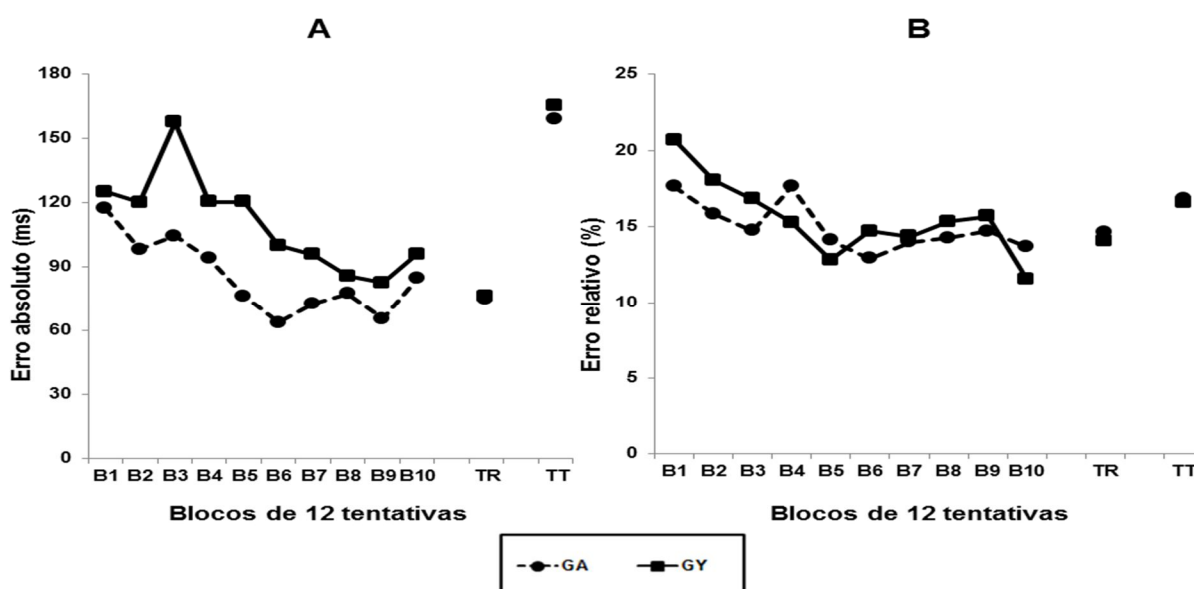 A
Erro absoluto (ms)
180
150
120
90
60
30
0
B1 B2 B3 B4 B5 B6 B7 B8 B9 B10 TR TT
Blocos de 12 tentativas
B
Erro relativo (%)
25
20
15
10
5
0
B1 B2 B3 B4 B5 B6 B7 B8 B9 B10 TR TT
Blocos de 12 tentativas
GA GY